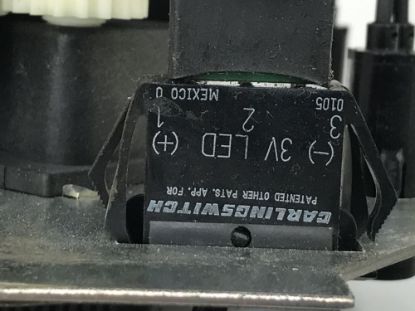 CARLINGSWITCH
PATENTED OTHER PATS. APP. FOR
(-) 3V LED (+)
3 2 1
0105 MEXICO